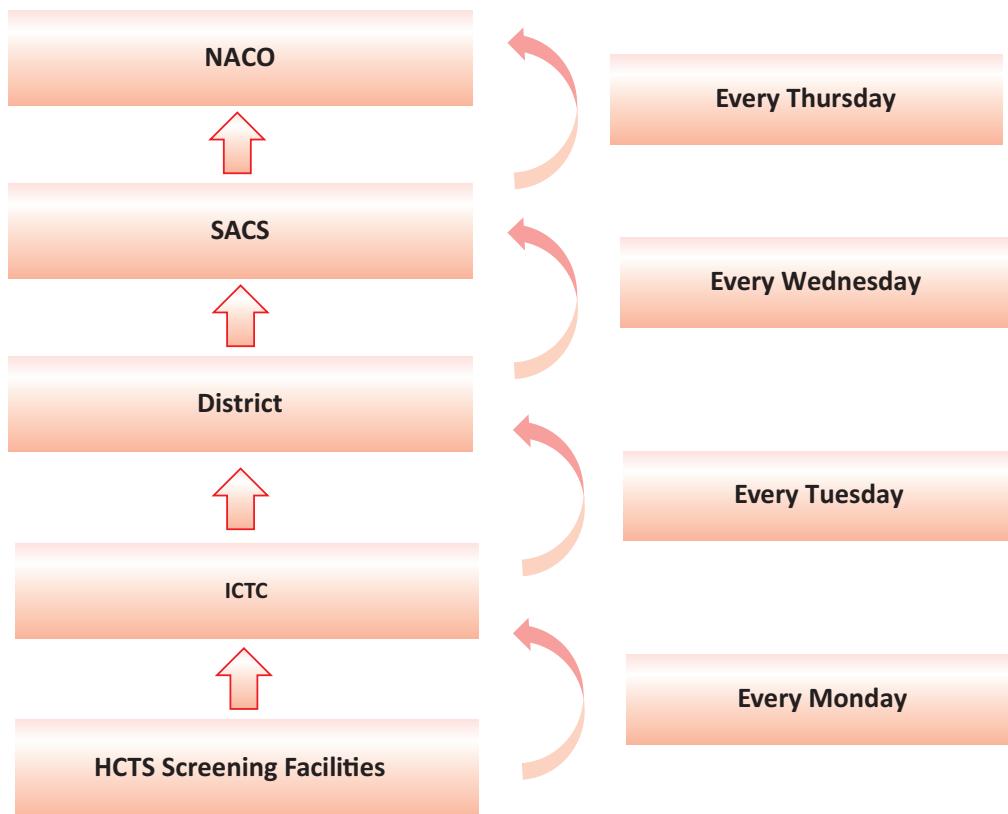 NACO
Every Thursday
SACS
Every Wednesday
District
Every Tuesday
ICTC
Every Monday
HCTS Screening Facilities